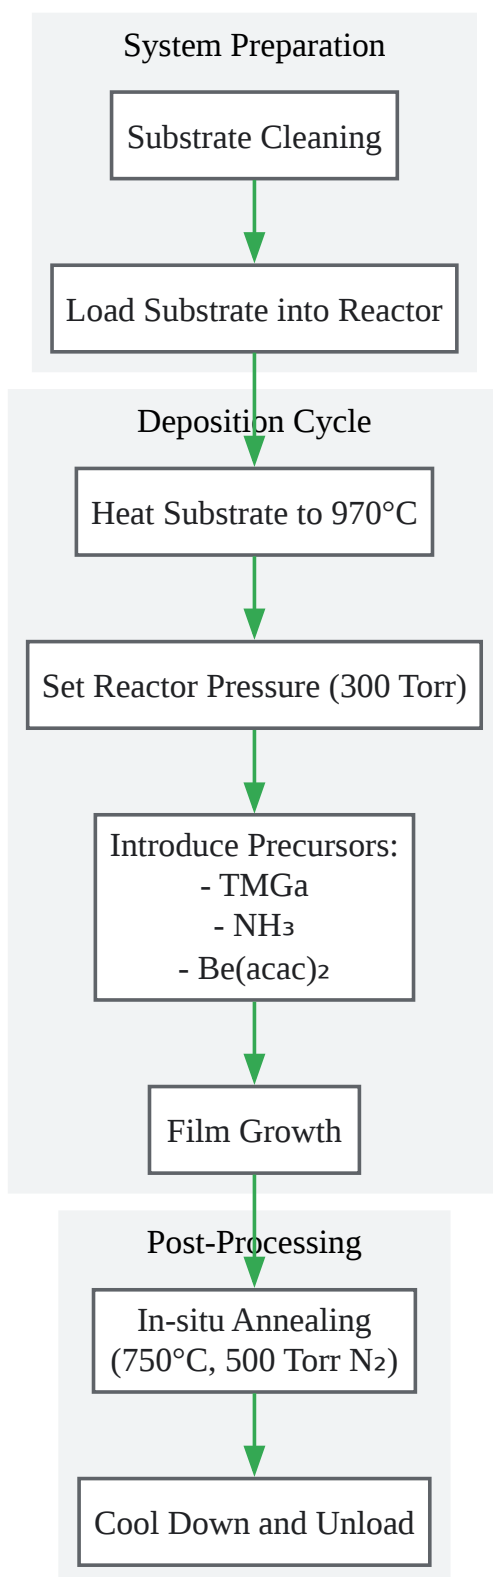 System Preparation
Substrate Cleaning
Load Substrate into Reactor
Deposition Cycle
Heat Substrate to 970°C
Set Reactor Pressure (300 Torr)
Introduce Precursors:
- TMGa
- NH₃
- Be(acac)₂
Film Growth
Post-Processing
In-situ Annealing
(750°C, 500 Torr N₂)
Cool Down and Unload